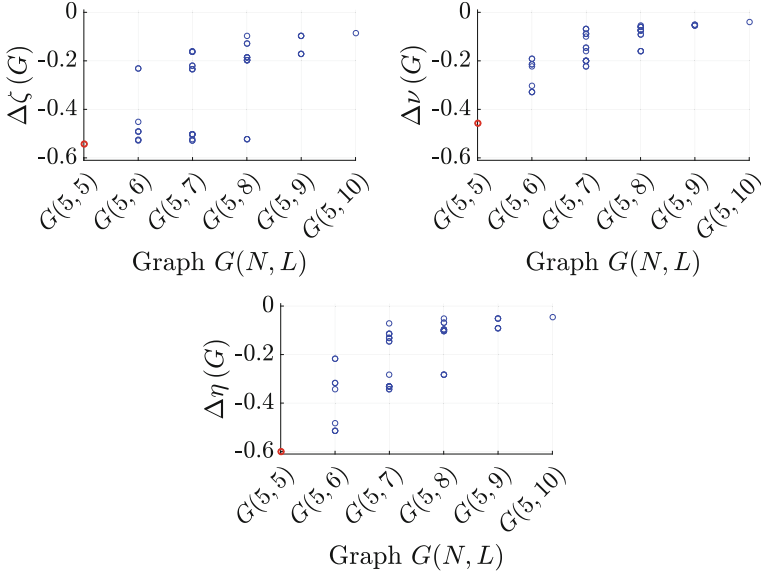 0
-0.2
-0.4
-0.6
Δζ(G)
G(5, 5)
G(5, 6)
G(5, 7)
G(5, 8)
G(5, 9)
G(5, 10)
Graph G(N, L)
0
-0.2
-0.4
-0.6
Δν(G)
G(5, 5)
G(5, 6)
G(5, 7)
G(5, 8)
G(5, 9)
G(5, 10)
Graph G(N, L)
0
-0.2
-0.4
-0.6
Δη(G)
G(5, 5)
G(5, 6)
G(5, 7)
G(5, 8)
G(5, 9)
G(5, 10)
Graph G(N, L)